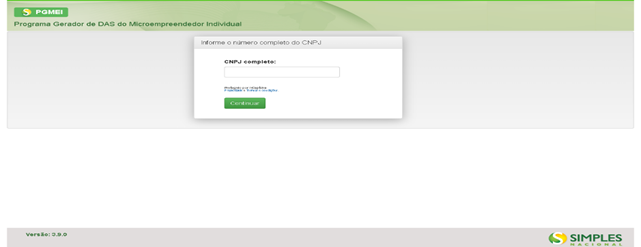 PGMEI
Programa Gerador de DAS do Microempreendedor Individual
Informe o número completo do CNPJ
CNPJ completo:
Continuar
Versão: 3.9.0
SIMPLES
NACIONAL